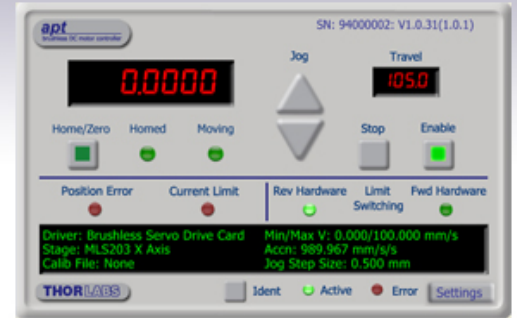 apt
brushless DC motor controller
SN: 94000002: V1.0.31(1.0.1)
0.0000
Jog
Travel
105.0
Home/Zero Homed Moving
Stop Enable
Position Error Current Limit
Rev Hardware Limit Switching Fwd Hardware
Driver: Brushless Servo Drive Card
Stage: MLS203 X Axis
Calib File: None
Min/Max V: 0.000/100.000 mm/s
Accn: 989.967 mm/s/s
Jog Step Size: 0.500 mm
THORLABS
Ident Active Error Settings